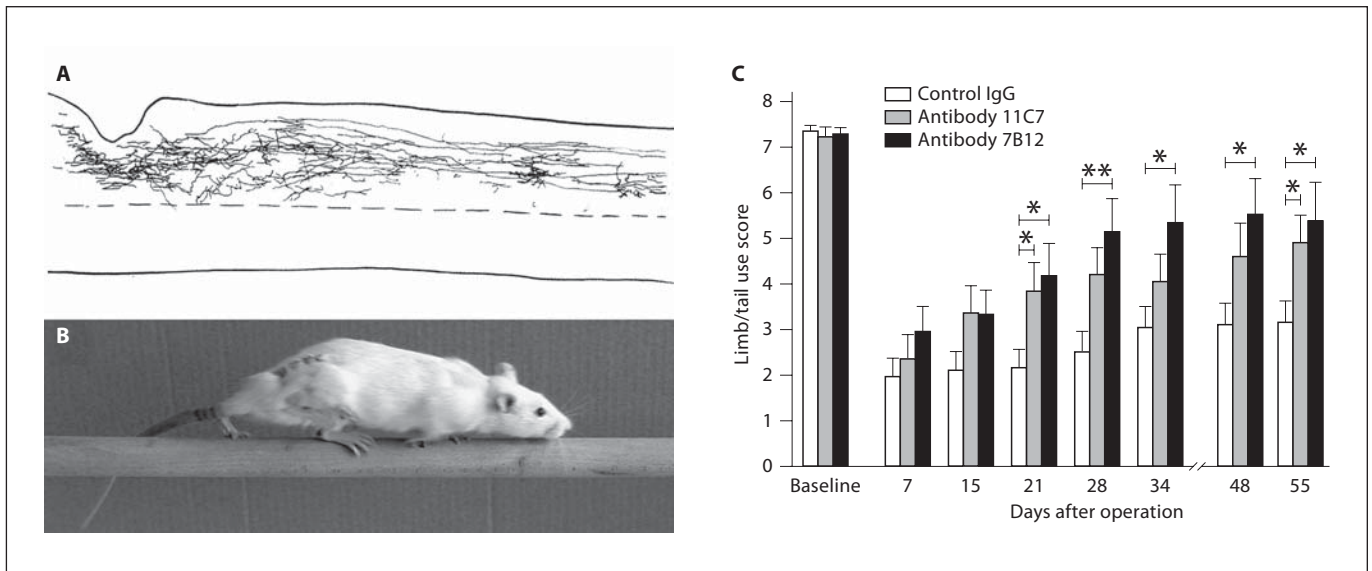 A
B
C
Control IgG
Antibody 11C7
Antibody 7B12
Limb/tail use score
8
7
6
5
4
3
2
1
0
*
*
**
*
*
*
*
Baseline 7 15 21 28 34 48 55
Days after operation